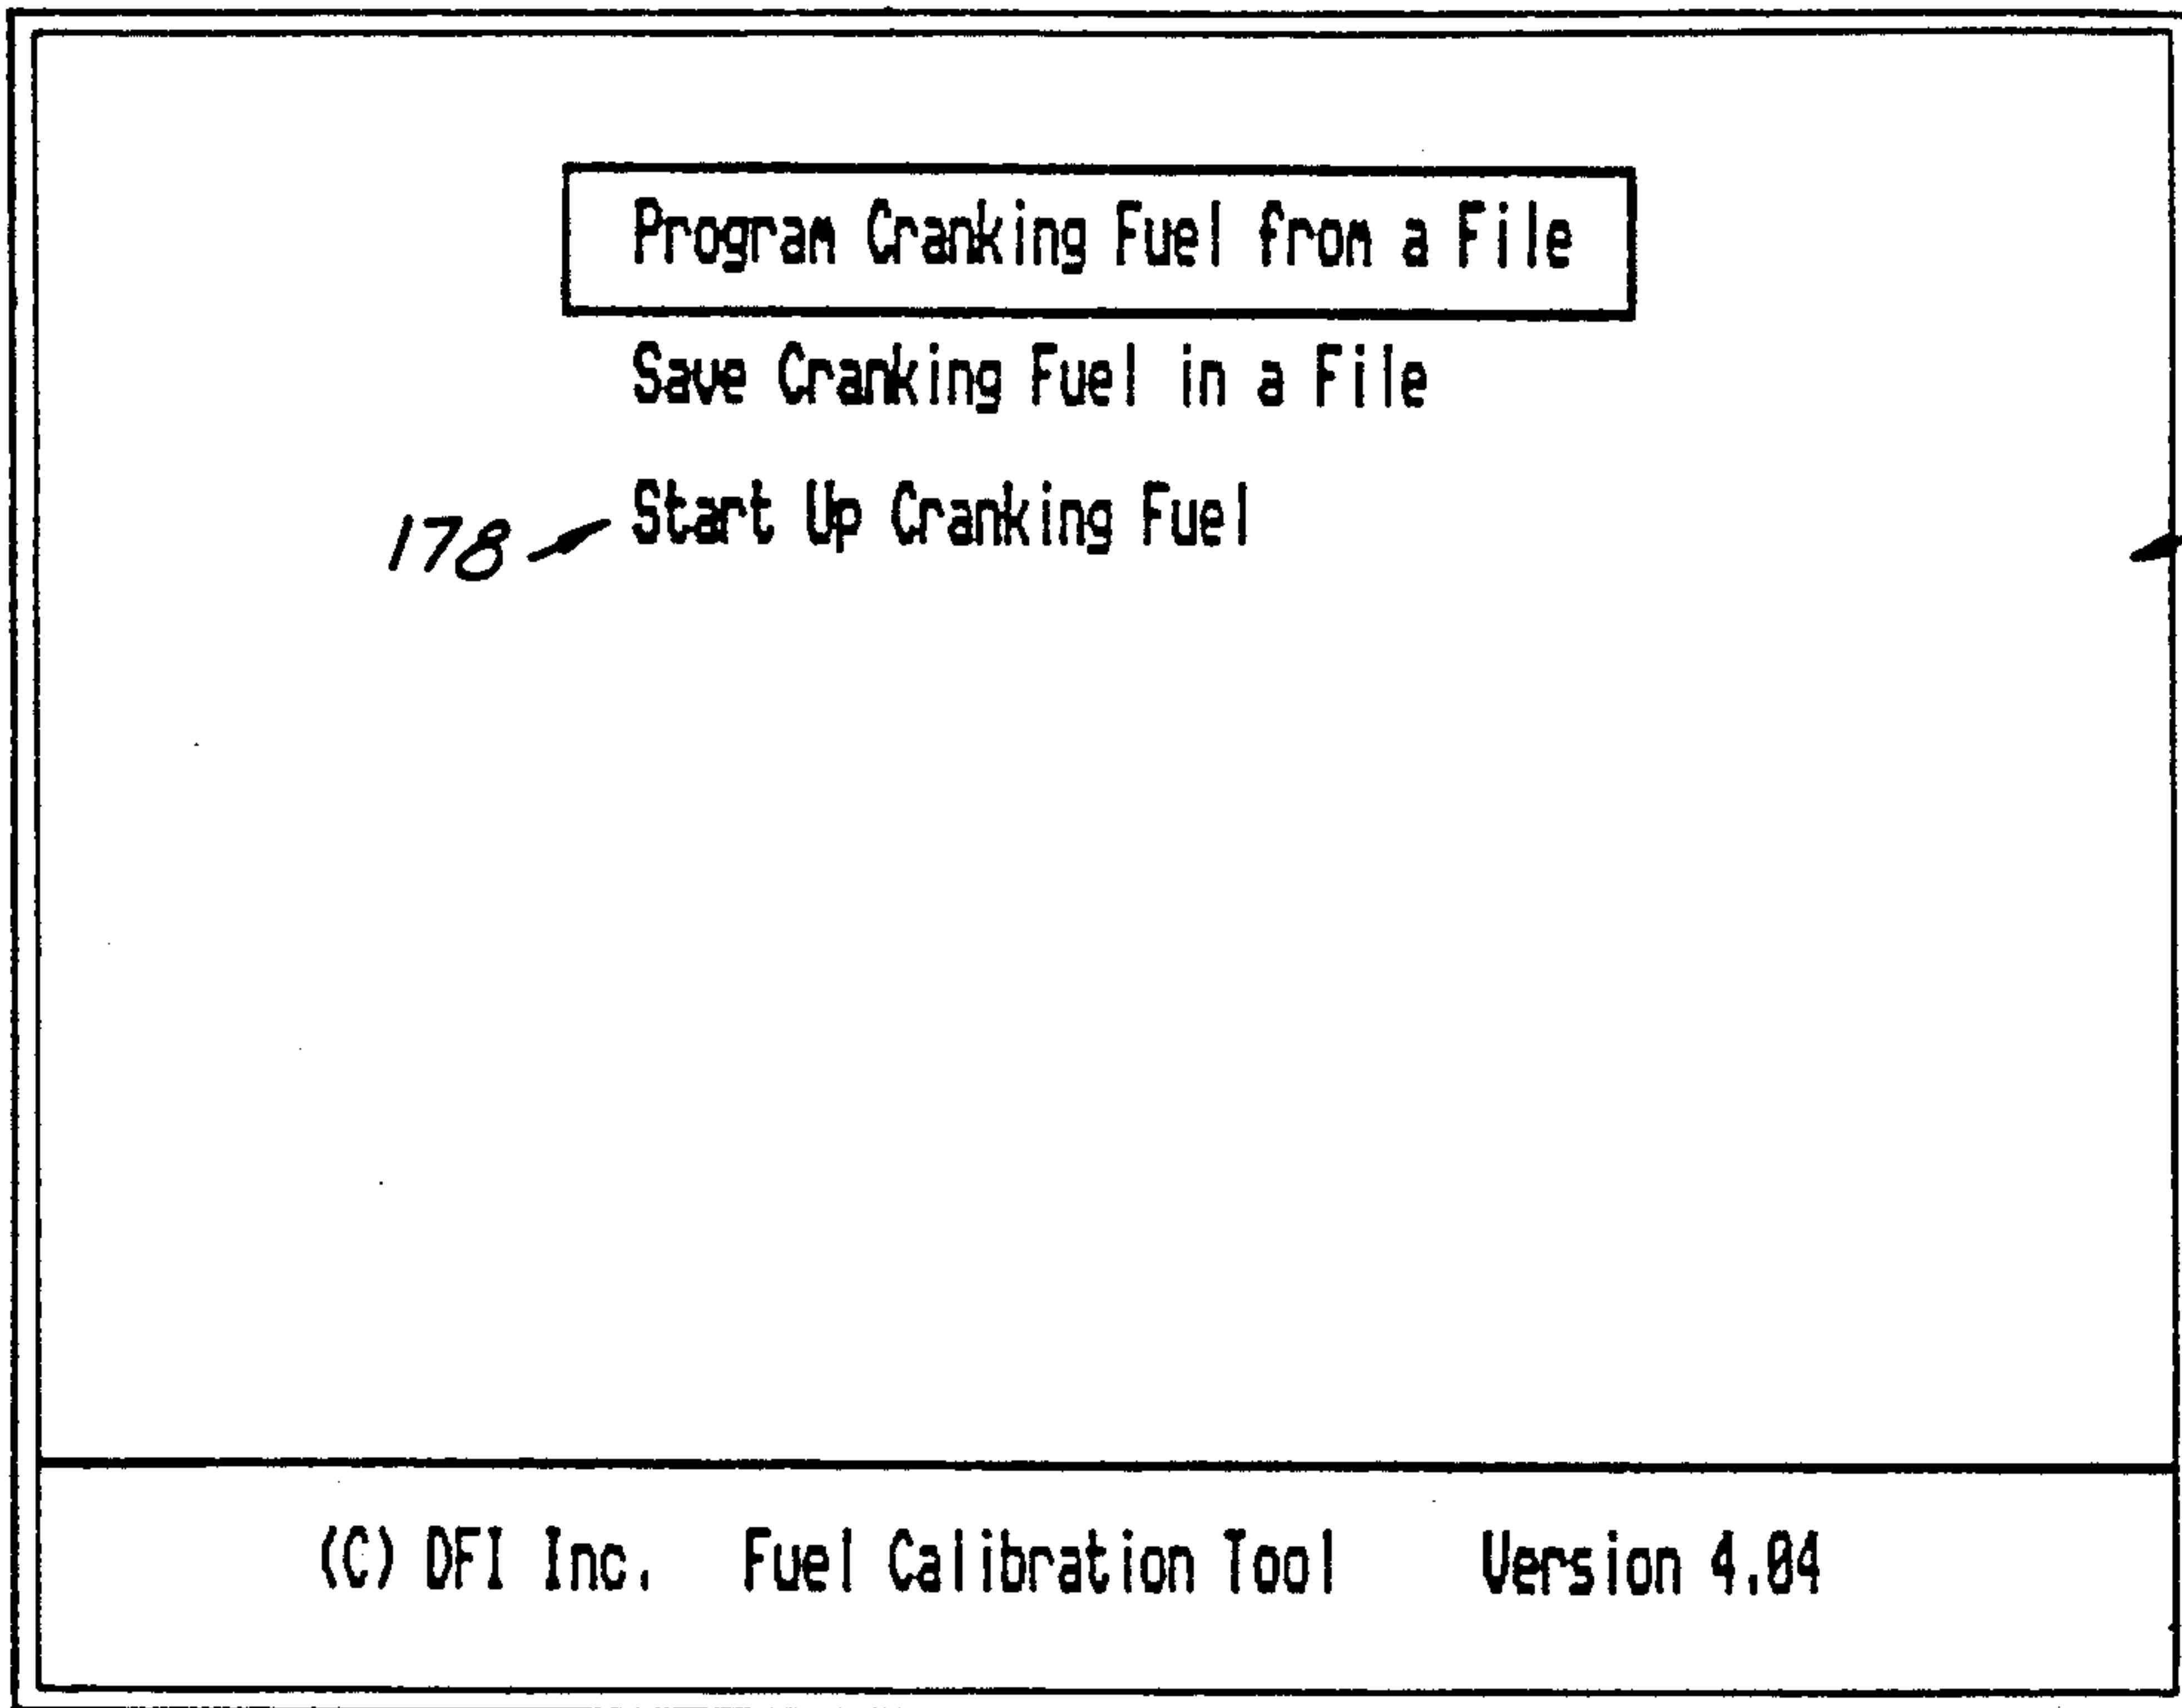 Program Cranking Fuel from a File
Save Cranking Fuel in a File
178 Start Up Cranking Fuel
(C) DFI Inc. Fuel Calibration Tool Version 4.04